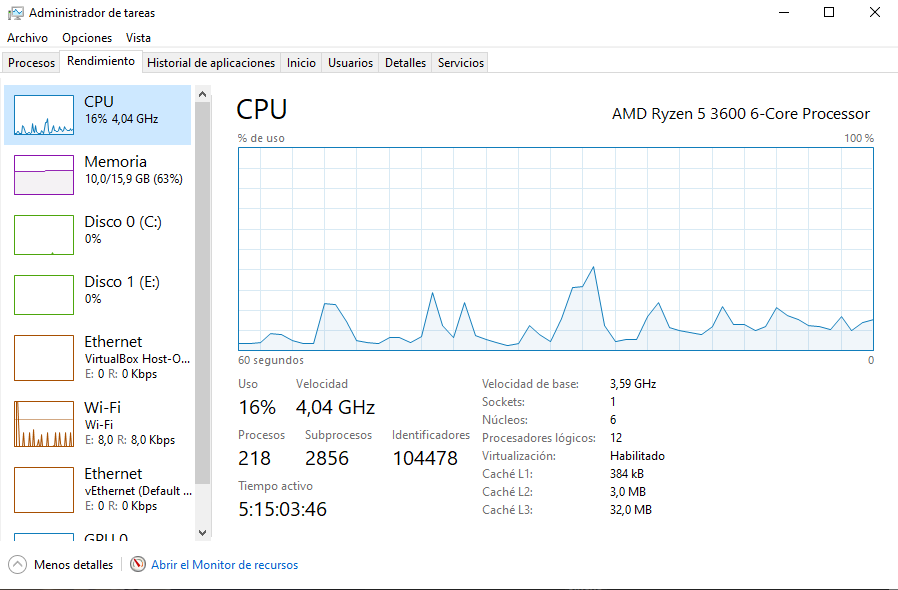 Administrador de tareas
Archivo Opciones Vista
Procesos Rendimiento Historial de aplicaciones Inicio Usuarios Detalles Servicios
CPU
16% 4,04 GHz
Memoria
10,0/15,9 GB (63%)
Disco 0 (C:)
0%
Disco 1 (E:)
0%
Ethernet
VirtualBox Host-O...
E: 0 R: 0 Kbps
Wi-Fi
Wi-Fi
E: 8,0 R: 8,0 Kbps
Ethernet
vEthernet (Default ...
E: 0 R: 0 Kbps
GPU 0
CPU AMD Ryzen 5 3600 6-Core Processor
% de uso 100 %
60 segundos 0
Uso Velocidad
16% 4,04 GHz
Procesos Subprocesos Identificadores
218 2856 104478
Tiempo activo
5:15:03:46
Velocidad de base: 3,59 GHz
Sockets: 1
Núcleos: 6
Procesadores lógicos: 12
Virtualización: Habilitado
Caché L1: 384 kB
Caché L2: 3,0 MB
Caché L3: 32,0 MB
Menos detalles Abrir el Monitor de recursos